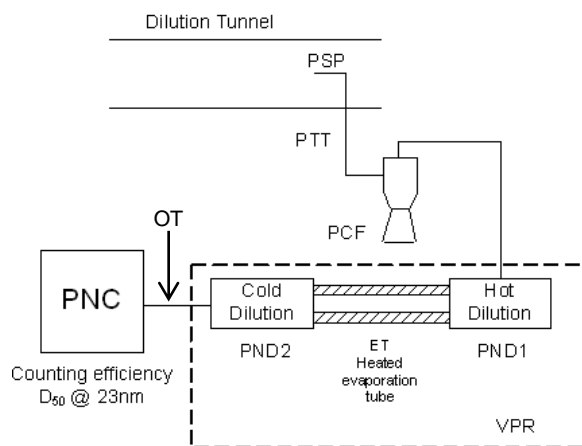 Dilution Tunnel
PSP
PTT
PCF
OT
PNC
Cold
Dilution
Hot
Dilution
PND2
ET
Heated
evaporation
tube
PND1
Counting efficiency
D₅₀ @ 23nm
VPR